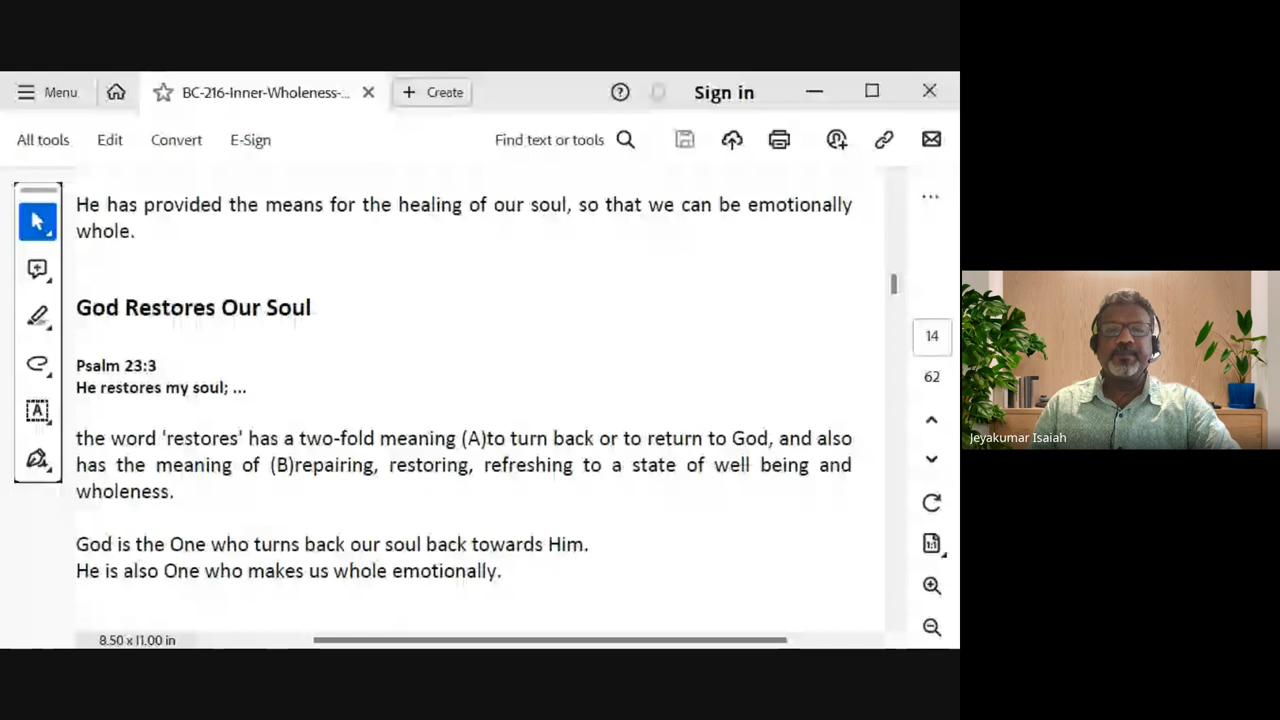 Menu
BC-216-Inner-Wholeness-...
Create
Sign in
All tools
Edit
Convert
E-Sign
Find text or tools
He has provided the means for the healing of our soul, so that we can be emotionally
whole.
God Restores Our Soul
Psalm 23:3
He restores my soul; ...
the word 'restores' has a two-fold meaning (A)to turn back or to return to God, and also
has the meaning of (B)repairing, restoring, refreshing to a state of well being and
wholeness.
God is the One who turns back our soul back towards Him.
He is also One who makes us whole emotionally.
8.50 x 11.00 in
14
62
1:1
Jeyakumar Isaiah